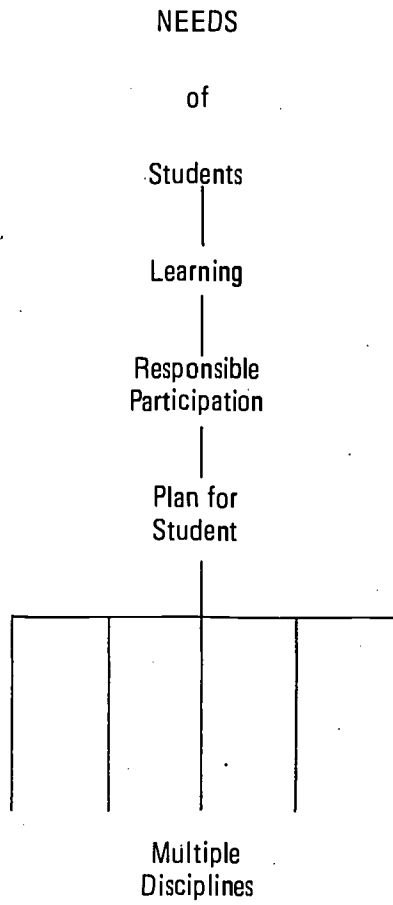 NEEDS
of
Students
Learning
Responsible
Participation
Plan for
Student
Multiple
Disciplines